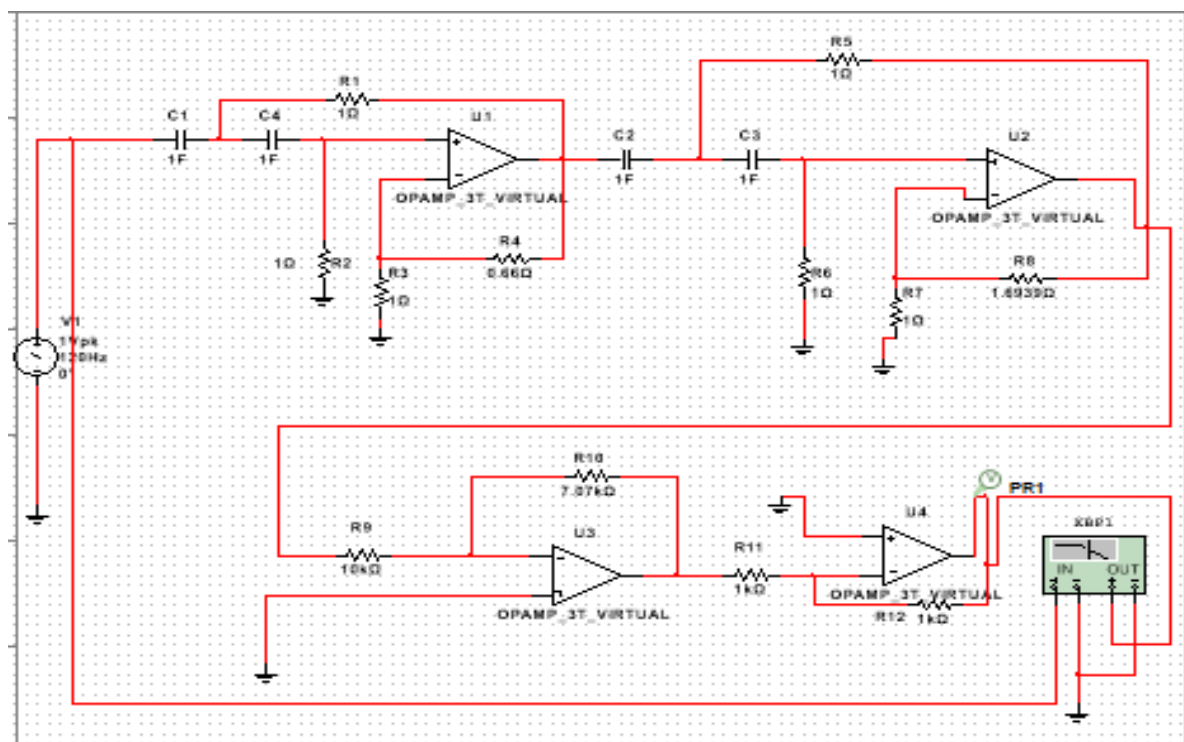 R5
1Ω
R1
1Ω
C1
1F
C4
1F
U1
OPAMP_3T_VIRTUAL
C2
1F
C3
1F
U2
OPAMP_3T_VIRTUAL
1Ω
R2
R3
1Ω
R4
0.66Ω
R6
1Ω
R7
1Ω
R8
1.6939Ω
V1
1Vpk
120Hz
0°
R10
7.07kΩ
R9
10kΩ
U3
OPAMP_3T_VIRTUAL
R11
1kΩ
U4
OPAMP_3T_VIRTUAL
R12
1kΩ
V
PR1
XBP1
IN
OUT